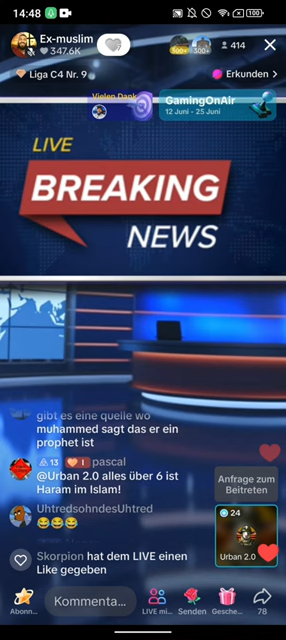 14:48
100
Ex-muslim
347.6K
500+
300+
414
Liga C4 Nr. 9
Erkunden >
Vielen Dank
GamingOnAir
12 Juni - 25 Juni
LIVE
BREAKING
NEWS
gibt es eine quelle wo
muhammed sagt das er ein
prophet ist
13
1
pascal
@Urban 2.0 alles über 6 ist
Haram im Islam!
UhtredsohndesUhtred
😂😂😂
Skorpion hat dem LIVE einen
Like gegeben
Anfrage zum
Beitreten
24
Urban 2.0
Kommenta...
Abonn...
LIVE mi...
Senden
Gesche...
78